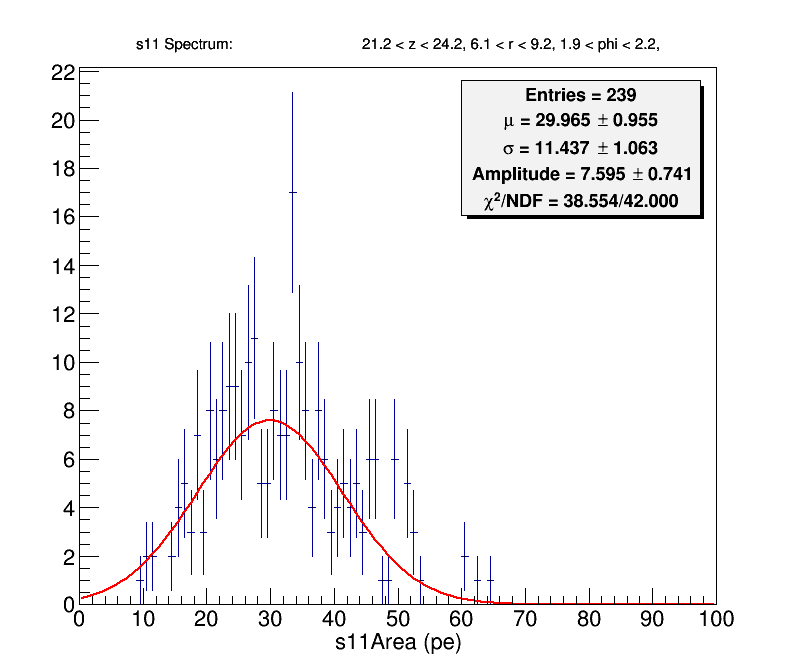 s11 Spectrum: 21.2 < z < 24.2, 6.1 < r < 9.2, 1.9 < phi < 2.2,
Entries = 239
μ = 29.965 ± 0.955
σ = 11.437 ± 1.063
Amplitude = 7.595 ± 0.741
χ²/NDF = 38.554/42.000
22
20
18
16
14
12
10
8
6
4
2
0
0 10 20 30 40 50 60 70 80 90 100
s11Area (pe)